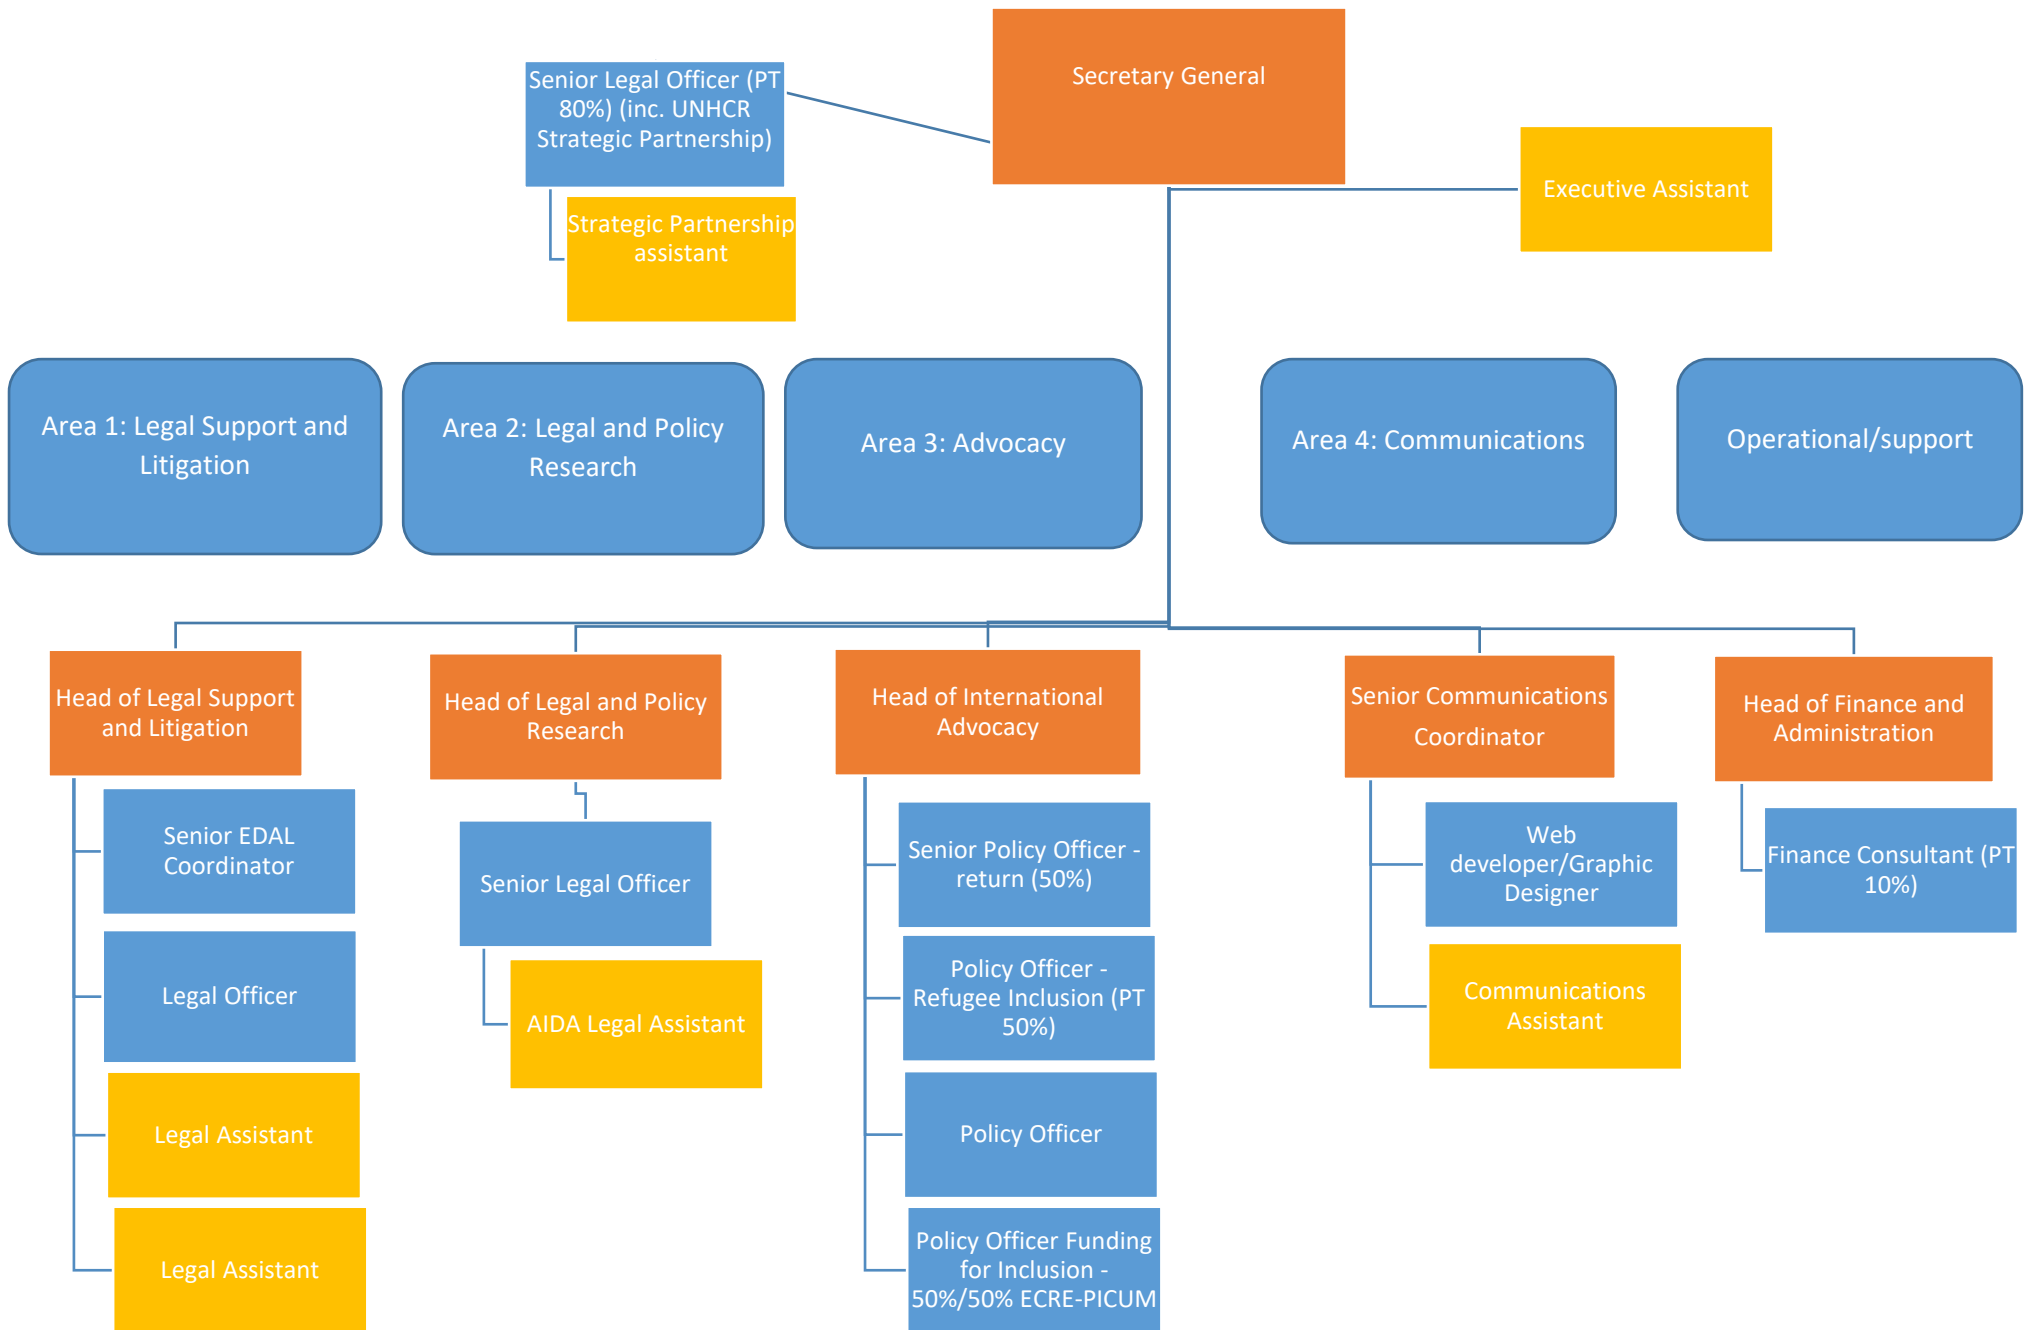 Secretary General
Senior Legal Officer (PT
80%) (inc. UNHCR
Strategic Partnership)
Executive Assistant
Strategic Partnership
assistant
Area 1: Legal Support and
Litigation
Area 2: Legal and Policy
Research
Area 3: Advocacy
Area 4: Communications
Operational/support
Head of Legal Support
and Litigation
Senior EDAL
Coordinator
Legal Officer
Legal Assistant
Legal Assistant
Head of Legal and Policy
Research
Senior Legal Officer
AIDA Legal Assistant
Head of International
Advocacy
Senior Policy Officer -
return (50%)
Policy Officer -
Refugee Inclusion (PT
50%)
Policy Officer
Policy Officer Funding
for Inclusion -
50%/50% ECRE-PICUM
Senior Communications
Coordinator
Web
developer/Graphic
Designer
Communications
Assistant
Head of Finance and
Administration
Finance Consultant (PT
10%)